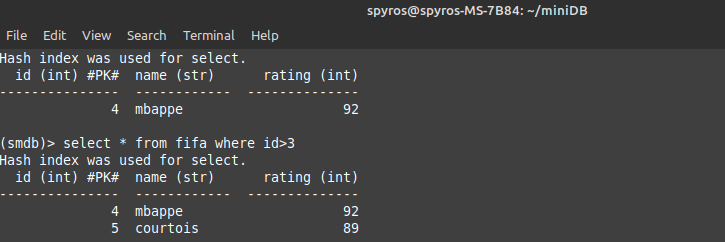 spyros@spyros-MS-7B84: ~/miniDB
File Edit View Search Terminal Help
Hash index was used for select.
  id (int) #PK#  name (str)      rating (int)
---------------  ------------  --------------
              4  mbappe                    92

(smdb)> select * from fifa where id>3
Hash index was used for select.
  id (int) #PK#  name (str)      rating (int)
---------------  ------------  --------------
              4  mbappe                    92
              5  courtois                  89